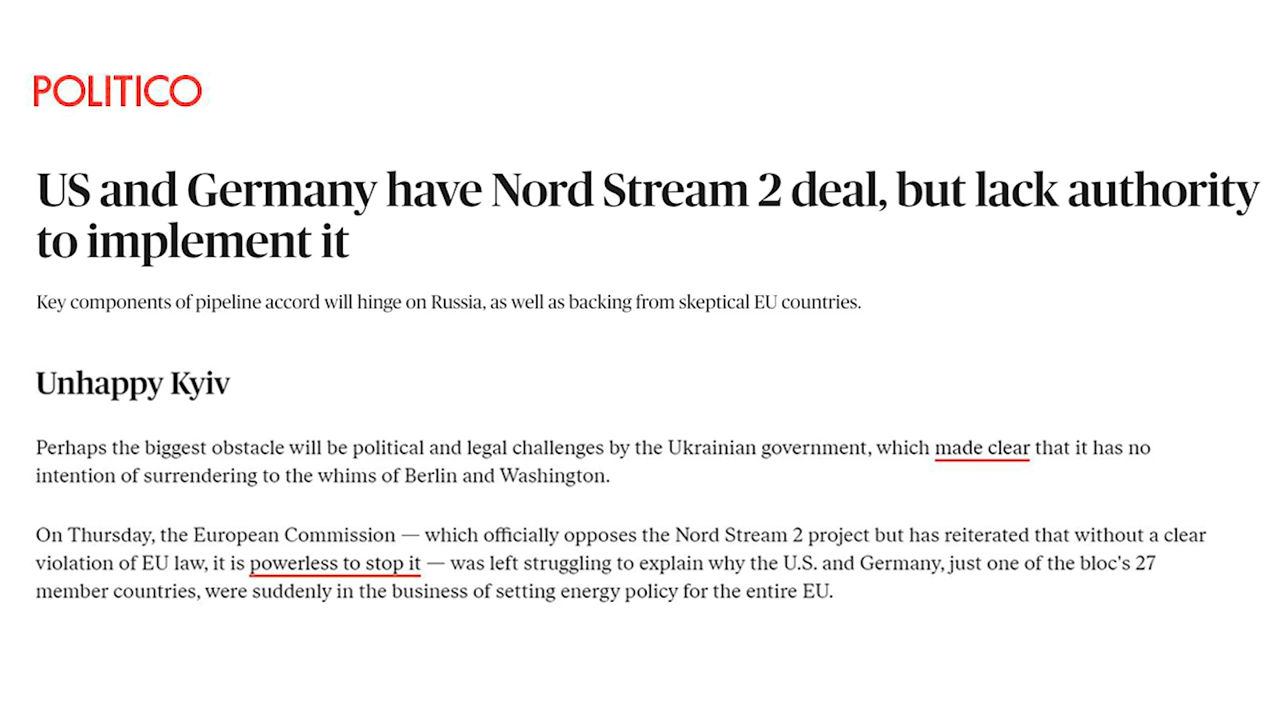 POLITICO
US and Germany have Nord Stream 2 deal, but lack authority
to implement it
Key components of pipeline accord will hinge on Russia, as well as backing from skeptical EU countries.
Unhappy Kyiv
Perhaps the biggest obstacle will be political and legal challenges by the Ukrainian government, which made clear that it has no
intention of surrendering to the whims of Berlin and Washington.
On Thursday, the European Commission — which officially opposes the Nord Stream 2 project but has reiterated that without a clear
violation of EU law, it is powerless to stop it — was left struggling to explain why the U.S. and Germany, just one of the bloc's 27
member countries, were suddenly in the business of setting energy policy for the entire EU.